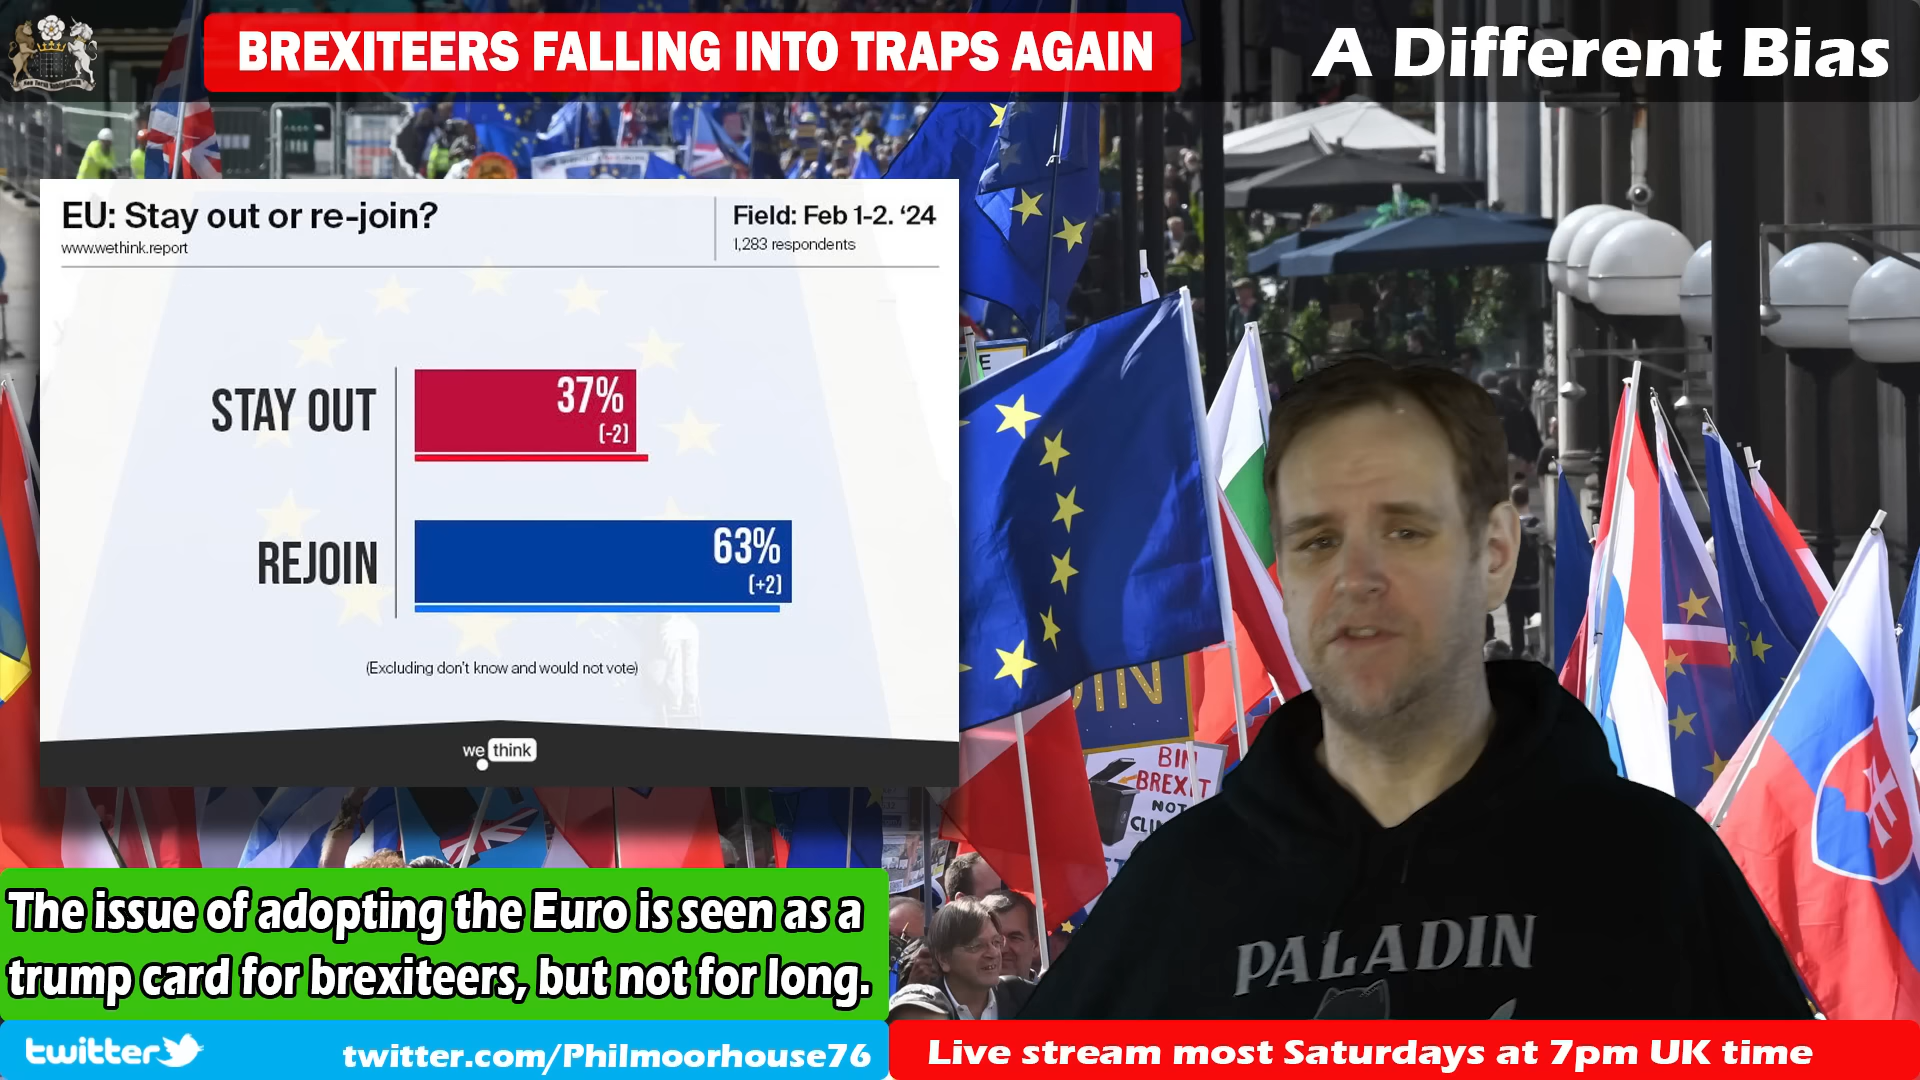 BREXITEERS FALLING INTO TRAPS AGAIN
A Different Bias
EU: Stay out or re-join?
www.wethink.report
Field: Feb 1-2. ‘24
1,283 respondents
STAY OUT
37%
(-2)
REJOIN
63%
(+2)
(Excluding don't know and would not vote)
we think
BIN
BREXIT
NOT
PALADIN
The issue of adopting the Euro is seen as a
trump card for brexiteers, but not for long.
twitter
twitter.com/Philmoorhouse76
Live stream most Saturdays at 7pm UK time